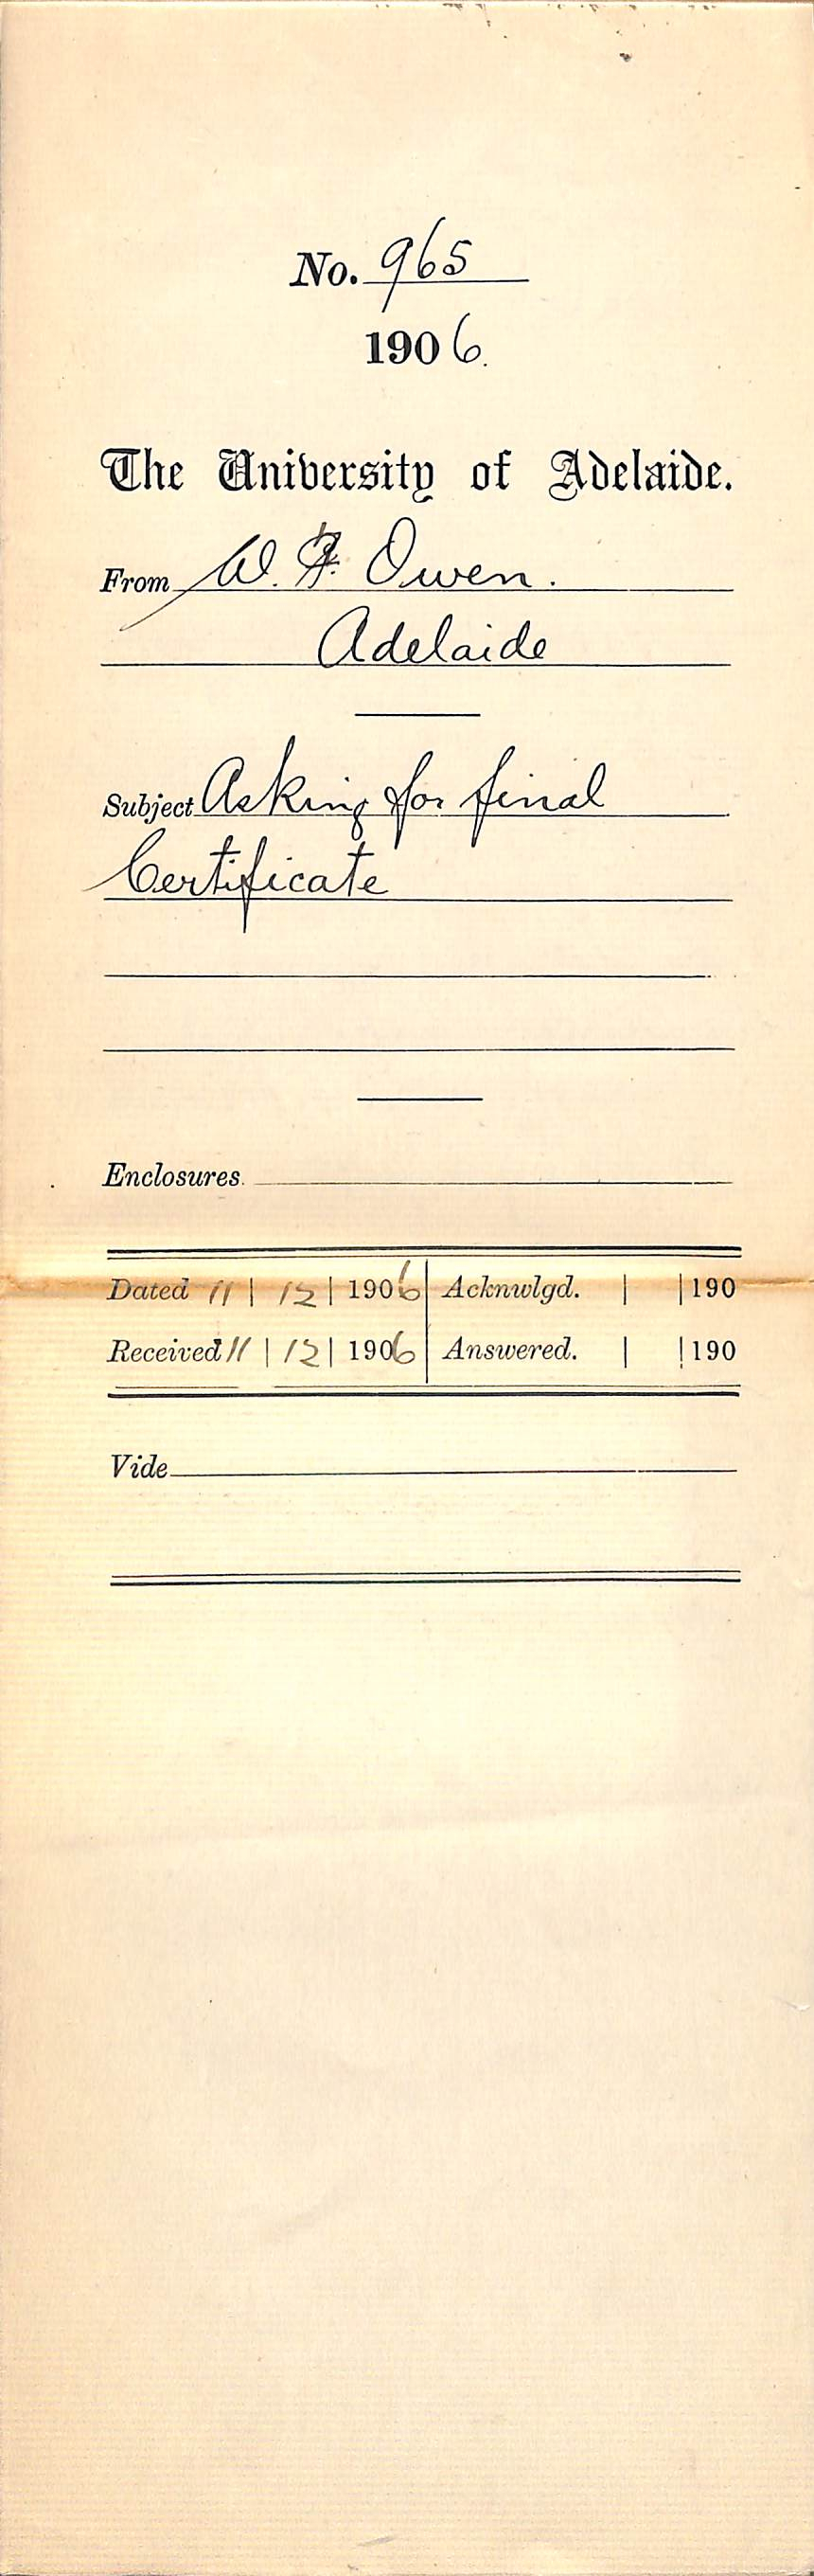 No. 965
1906.
The University of Adelaide.
From W. Owen.
Adelaide
Subject Asking for final
Certificate
Enclosures.
Dated 11 | 12 | 1906 Acknwlgd. | | 190
Received 11 | 12 | 1906 Answered. | | 190
Vide